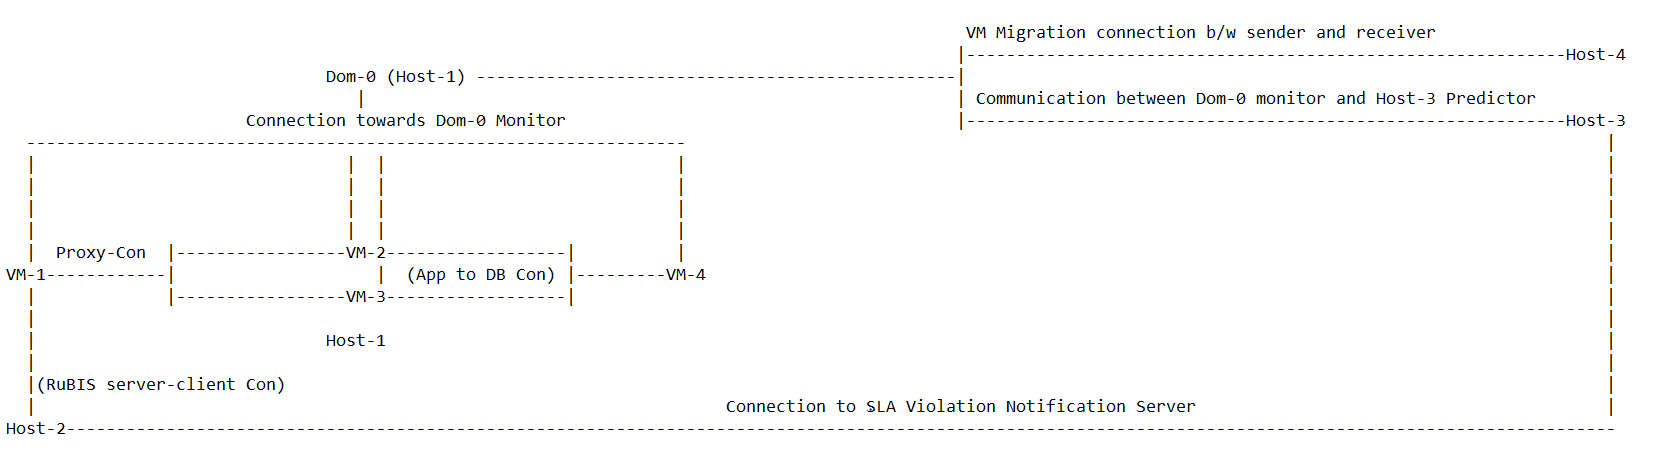 VM Migration connection b/w sender and receiver
Host-4
Dom-0 (Host-1)
Communication between Dom-0 monitor and Host-3 Predictor
Connection towards Dom-0 Monitor
Host-3
Proxy-Con
VM-2
VM-1
(App to DB Con)
VM-4
VM-3
Host-1
(RuBIS server-client Con)
Connection to SLA Violation Notification Server
Host-2